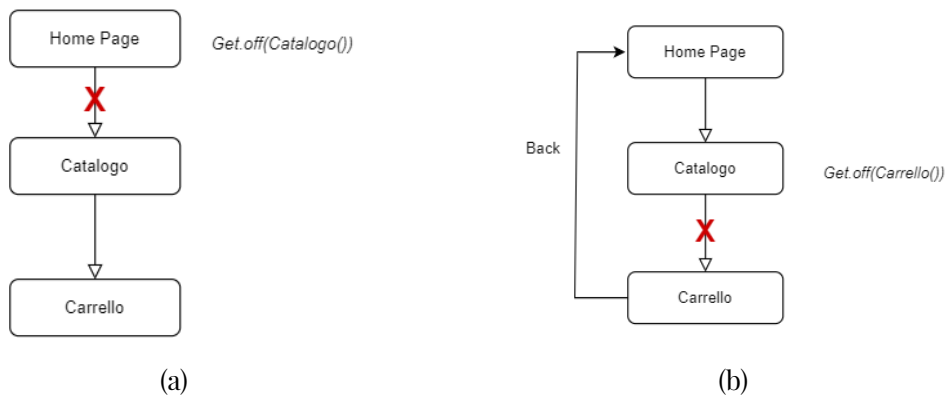 Home Page
Get.off(Catalogo())
X
Catalogo
Carrello
(a)
Home Page
Back
Catalogo
Get.off(Carrello())
X
Carrello
(b)